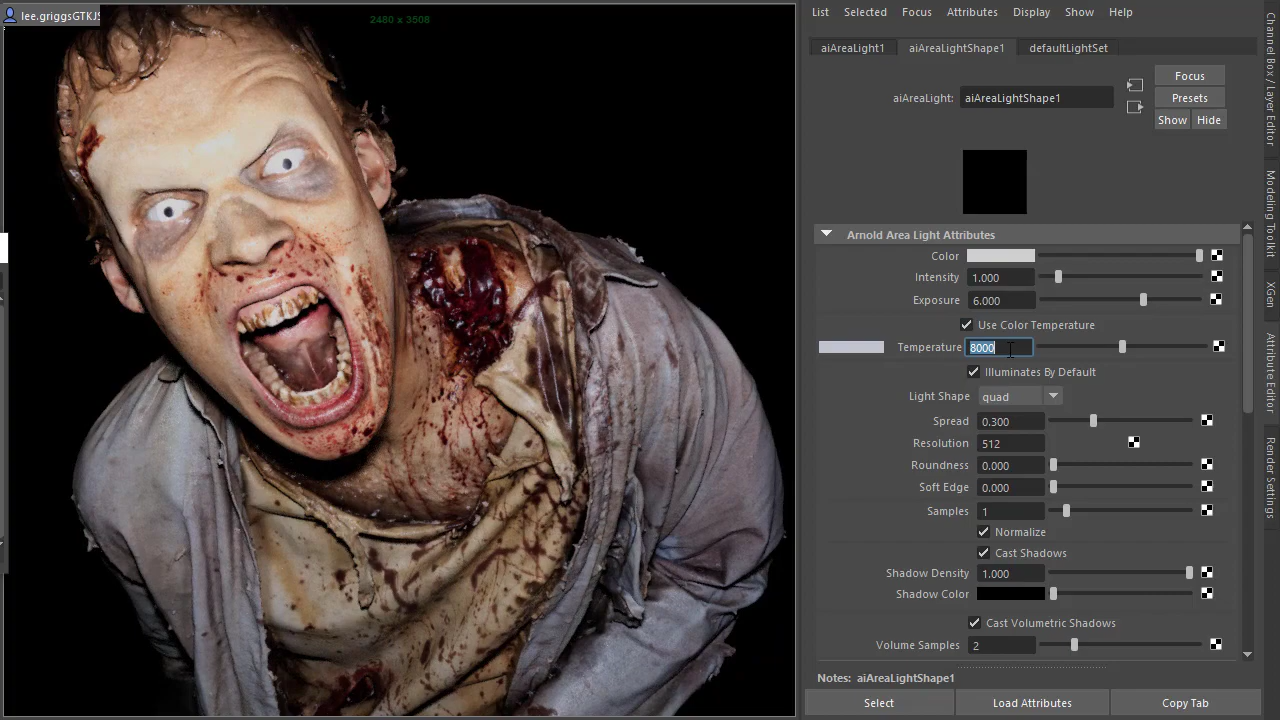 lee.griggsGTKJS
2480 x 3508
List Selected Focus Attributes Display Show Help
aiAreaLight1 aiAreaLightShape1 defaultLightSet
Focus
aiAreaLight: aiAreaLightShape1
Presets
Show Hide
Arnold Area Light Attributes
Color
Intensity 1.000
Exposure 6.000
Use Color Temperature
Temperature 8000
Illuminates By Default
Light Shape quad
Spread 0.300
Resolution 512
Roundness 0.000
Soft Edge 0.000
Samples 1
Normalize
Cast Shadows
Shadow Density 1.000
Shadow Color
Cast Volumetric Shadows
Volume Samples 2
Notes: aiAreaLightShape1
Select Load Attributes Copy Tab
Channel Box / Layer Editor
Modeling Toolkit
XGen
Attribute Editor
Render Settings